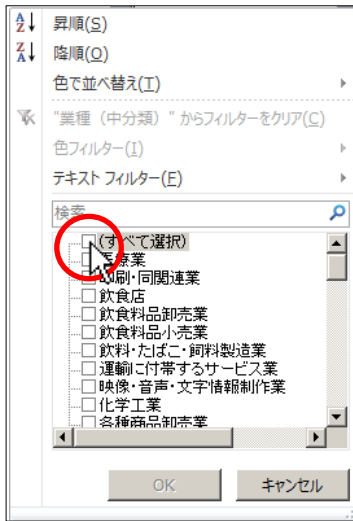 昇順(S)
降順(O)
色で並べ替え(T)
"業種（中分類）"からフィルターをクリア(C)
色フィルター(I)
テキスト フィルター(F)
検索
(すべて選択)
医療業
印刷・同関連業
飲食店
飲食料品卸売業
飲食料品小売業
飲料・たばこ・飼料製造業
運輸に付帯するサービス業
映像・音声・文字情報制作業
化学工業
各種商品卸売業
OK
キャンセル